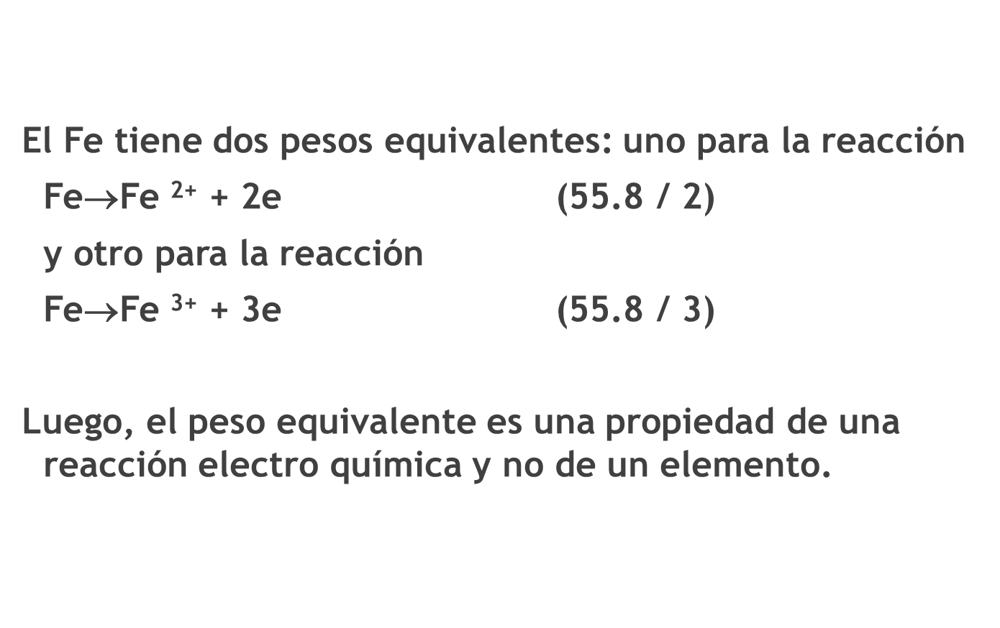 El Fe tiene dos pesos equivalentes: uno para la reacción
Fe→Fe ²⁺ + 2e (55.8 / 2)
y otro para la reacción
Fe→Fe ³⁺ + 3e (55.8 / 3)
Luego, el peso equivalente es una propiedad de una
reacción electro química y no de un elemento.